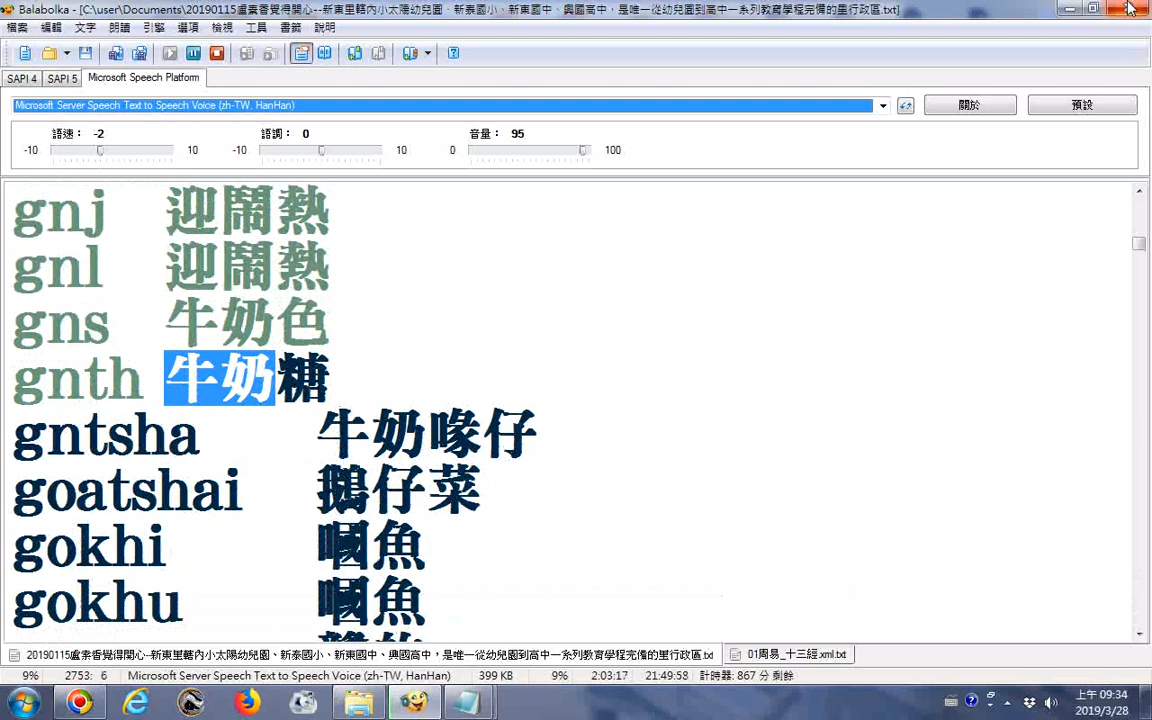 Balabolka - [C:\user\Documents\20190115盧素香覺得開心--新東里轄內小太陽幼兒園、新泰國小、新東國中、興國高中，是唯一從幼兒園到高中一系列教育學程完備的里行政區.txt]
檔案 編輯 文字 朗讀 引擎 選項 檢視 工具 書籤 說明
SAPI 4 SAPI 5 Microsoft Speech Platform
Microsoft Server Speech Text to Speech Voice (zh-TW, HanHan) 關於 預設
語速： -2 語調： 0 音量： 95
-10 10 -10 10 0 100
gnj 迎鬧熱
gnl 迎鬧熱
gns 牛奶色
gnth 牛奶糖
gntsha 牛奶喙仔
goatshai 鵝仔菜
gokhi 啯魚
gokhu 啯魚
20190115盧素香覺得開心--新東里轄內小太陽幼兒園、新泰國小、新東國中、興國高中，是唯一從幼兒園到高中一系列教育學程完備的里行政區.txt 01周易_十三經.xml.txt
9% 2753: 6 Microsoft Server Speech Text to Speech Voice (zh-TW, HanHan) 399 KB 9% 2:03:17 21:49:58 計時器: 867 分 剩餘
上午 09:34
2019/3/28